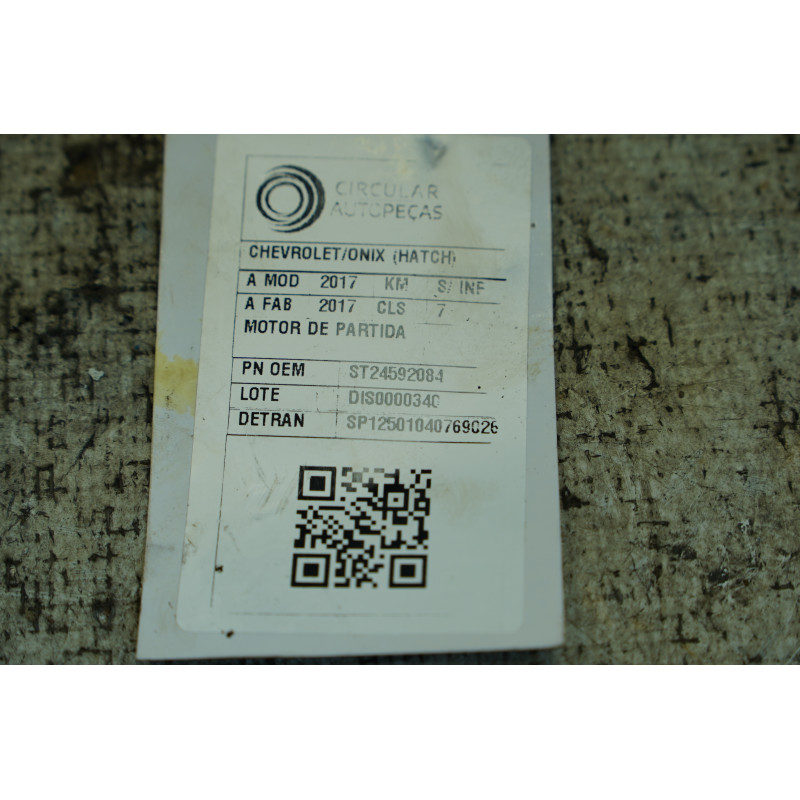 CIRCULAR
AUTOPEÇAS
CHEVROLET/ONIX (HATCH)
A MOD 2017 KM S/ INF
A FAB 2017 CLS 7
MOTOR DE PARTIDA
PN OEM ST24592084
LOTE DIS0000340
DETRAN SP12501040769026